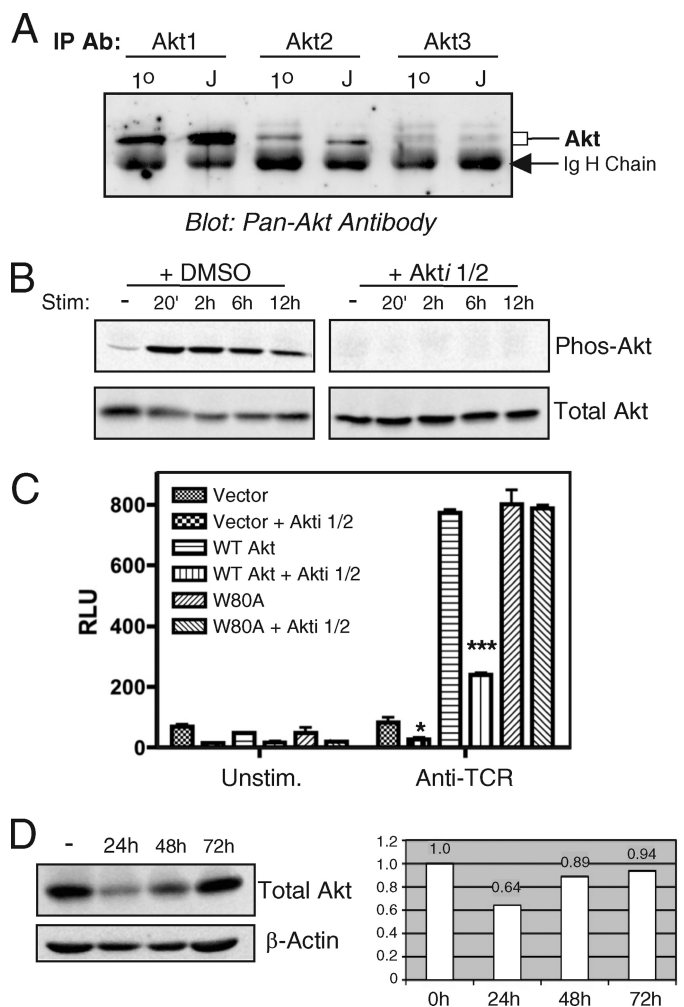 A
IP Ab: Akt1 Akt2 Akt3
1º J 1º J 1º J
Akt
Ig H Chain
Blot: Pan-Akt Antibody
B
+ DMSO + Akti 1/2
Stim: - 20' 2h 6h 12h - 20' 2h 6h 12h
Phos-Akt
Total Akt
C
RLU
800
600
400
200
0
Vector
Vector + Akti 1/2
WT Akt
WT Akt + Akti 1/2
W80A
W80A + Akti 1/2
*
***
Unstim. Anti-TCR
D
- 24h 48h 72h
Total Akt
β-Actin
1.2
1.0
0.8
0.6
0.4
0.2
0
1.0 0.64 0.89 0.94
0h 24h 48h 72h